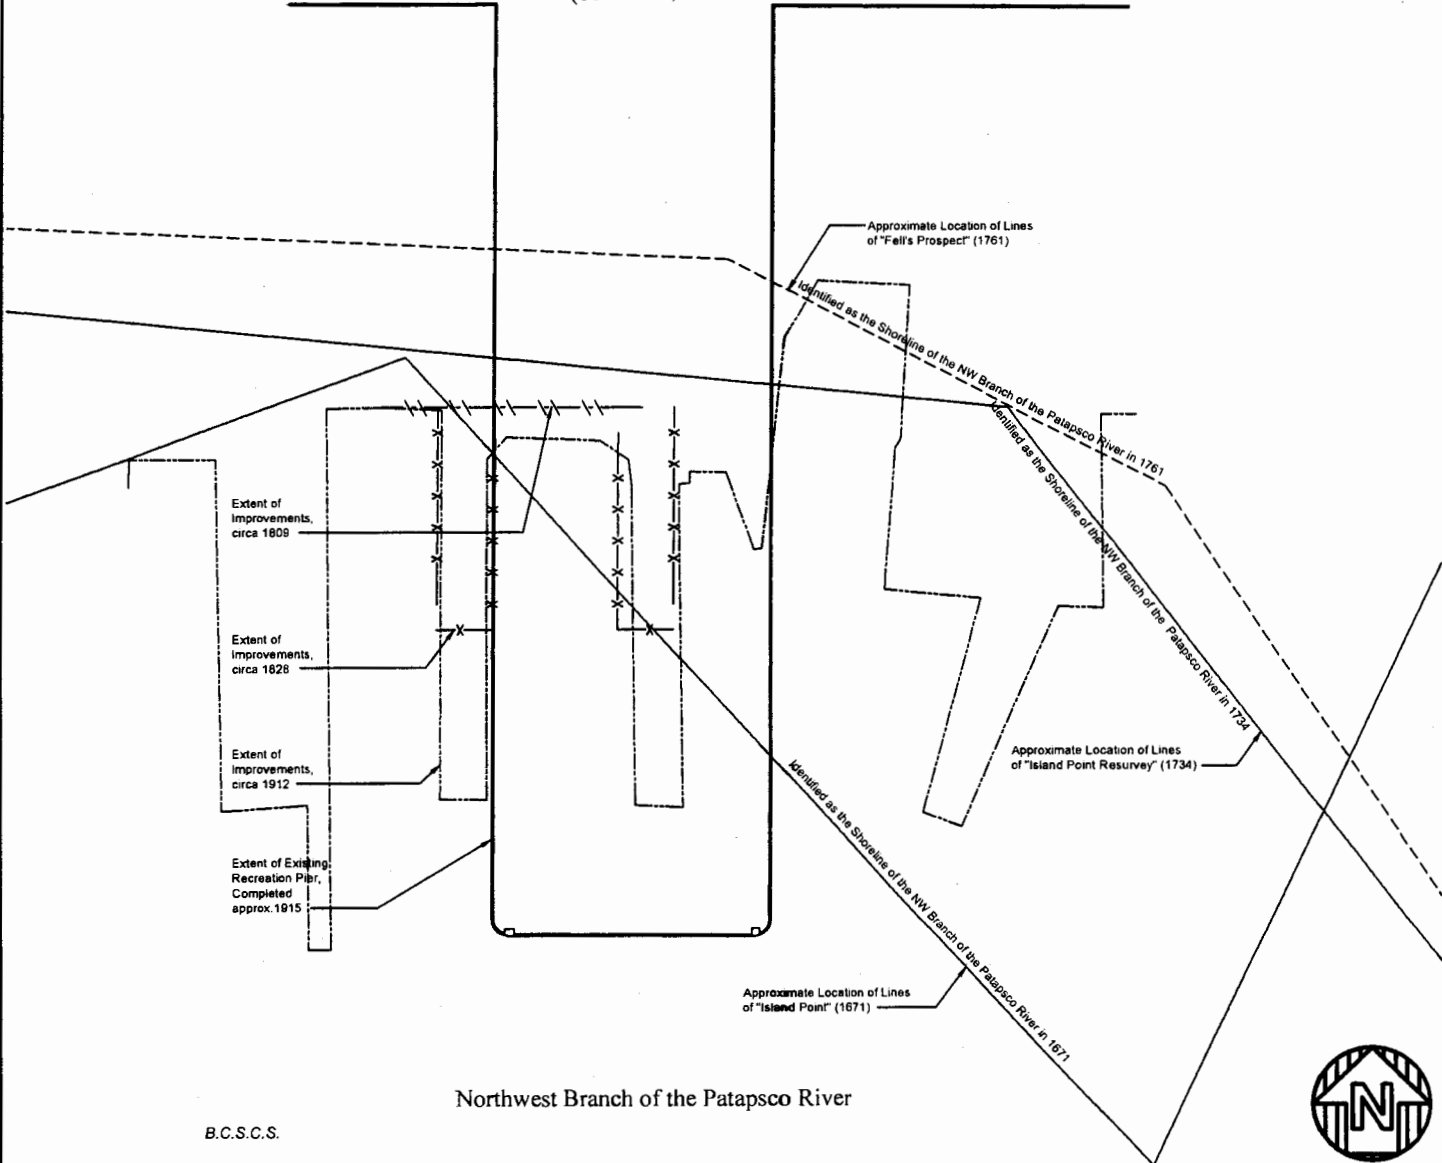 Approximate Location of Lines
of "Fell's Prospect" (1761)
Identified as the Shoreline of the NW Branch of the Patapsco River in 1761
Identified as the Shoreline of the NW Branch of the Patapsco River in 1734
Extent of
Improvements,
circa 1809
Extent of
Improvements,
circa 1828
Extent of
Improvements,
circa 1912
Approximate Location of Lines
of "Island Point Resurvey" (1734)
Identified as the Shoreline of the NW Branch of the Patapsco River in 1671
Extent of Existing
Recreation Pier,
Completed
approx.1915
Approximate Location of Lines
of "Island Point" (1671)
Northwest Branch of the Patapsco River
B.C.S.C.S.
N